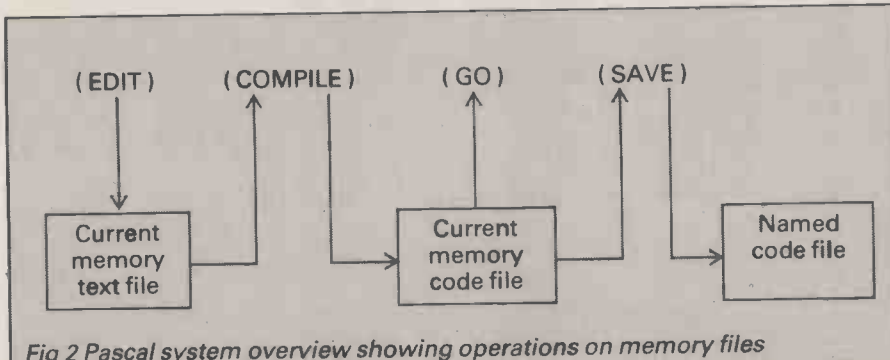 (EDIT) (COMPILE) (GO) (SAVE)
Current
memory
text file
Current
memory
code file
Named
code file
Fig 2 Pascal system overview showing operations on memory files